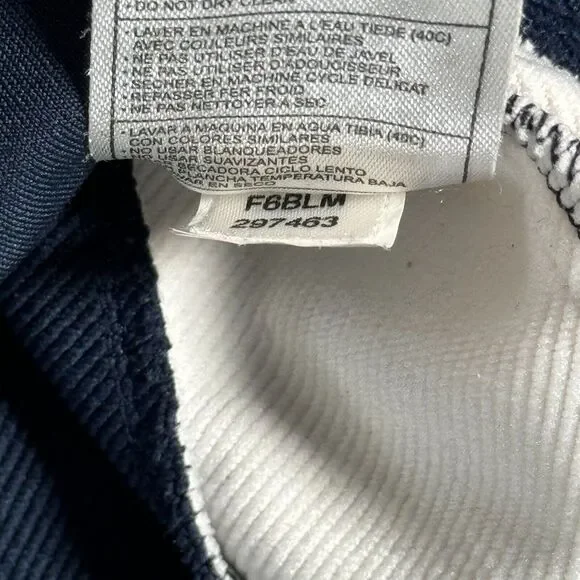 · DO NOT DRY CLEAN
· LAVER EN MACHINE A L'EAU TIEDE (40C)
AVEC COULEURS SIMILAIRES
· NE PAS UTILISER D'EAU DE JAVEL
· NE PAS UTILISER D'ADOUCISSEUR
· SECHER EN MACHINE CYCLE DELICAT
· REPASSER FER FROID
· NE PAS NETTOYER A SEC
· LAVAR A MAQUINA EN AGUA TIBIA (40C)
CON COLORES SIMILARES
· NO USAR BLANQUEADORES
NO USAR SUAVIZANTES
SECADORA CICLO LENTO
TEMPERATURA BAJA
EN SECO
F6BLM
297463